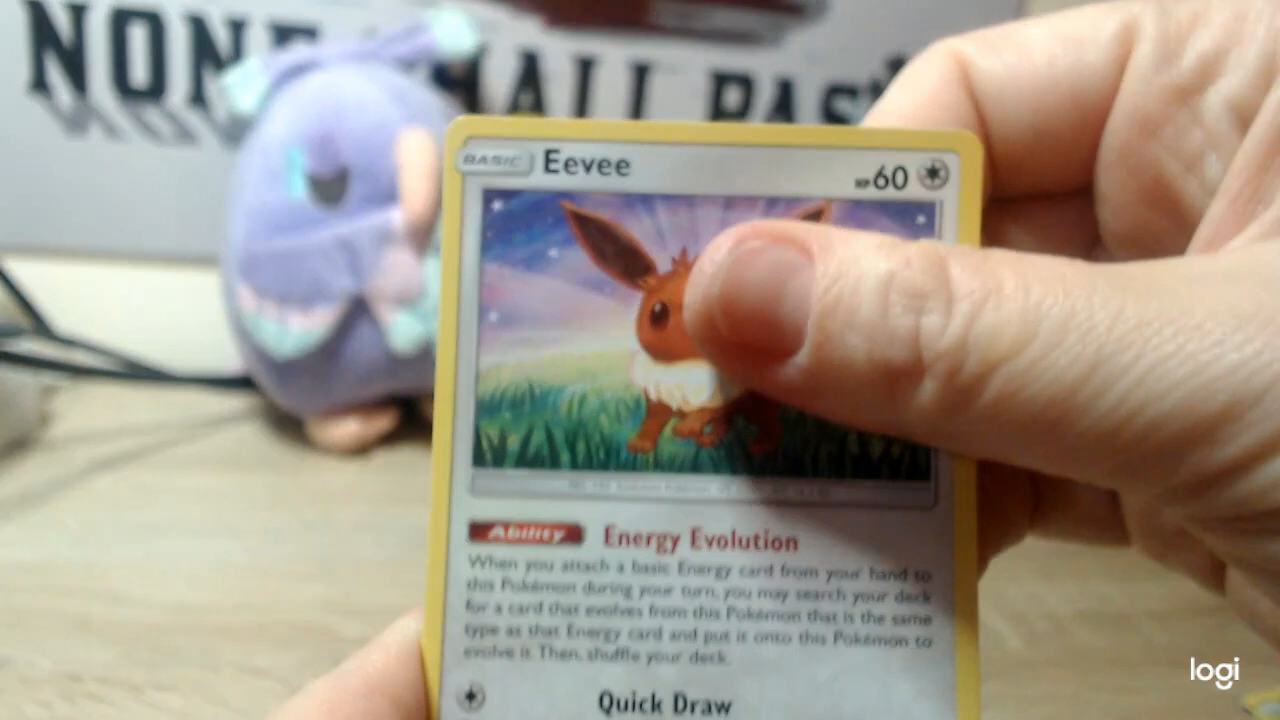 NONE SHALL PASS
BASIC Eevee HP60
Ability Energy Evolution
When you attach a basic Energy card from your hand to
this Pokémon during your turn, you may search your deck
for a card that evolves from this Pokémon that is the same
type as that Energy card and put it onto this Pokémon to
evolve it. Then, shuffle your deck.
Quick Draw
logi